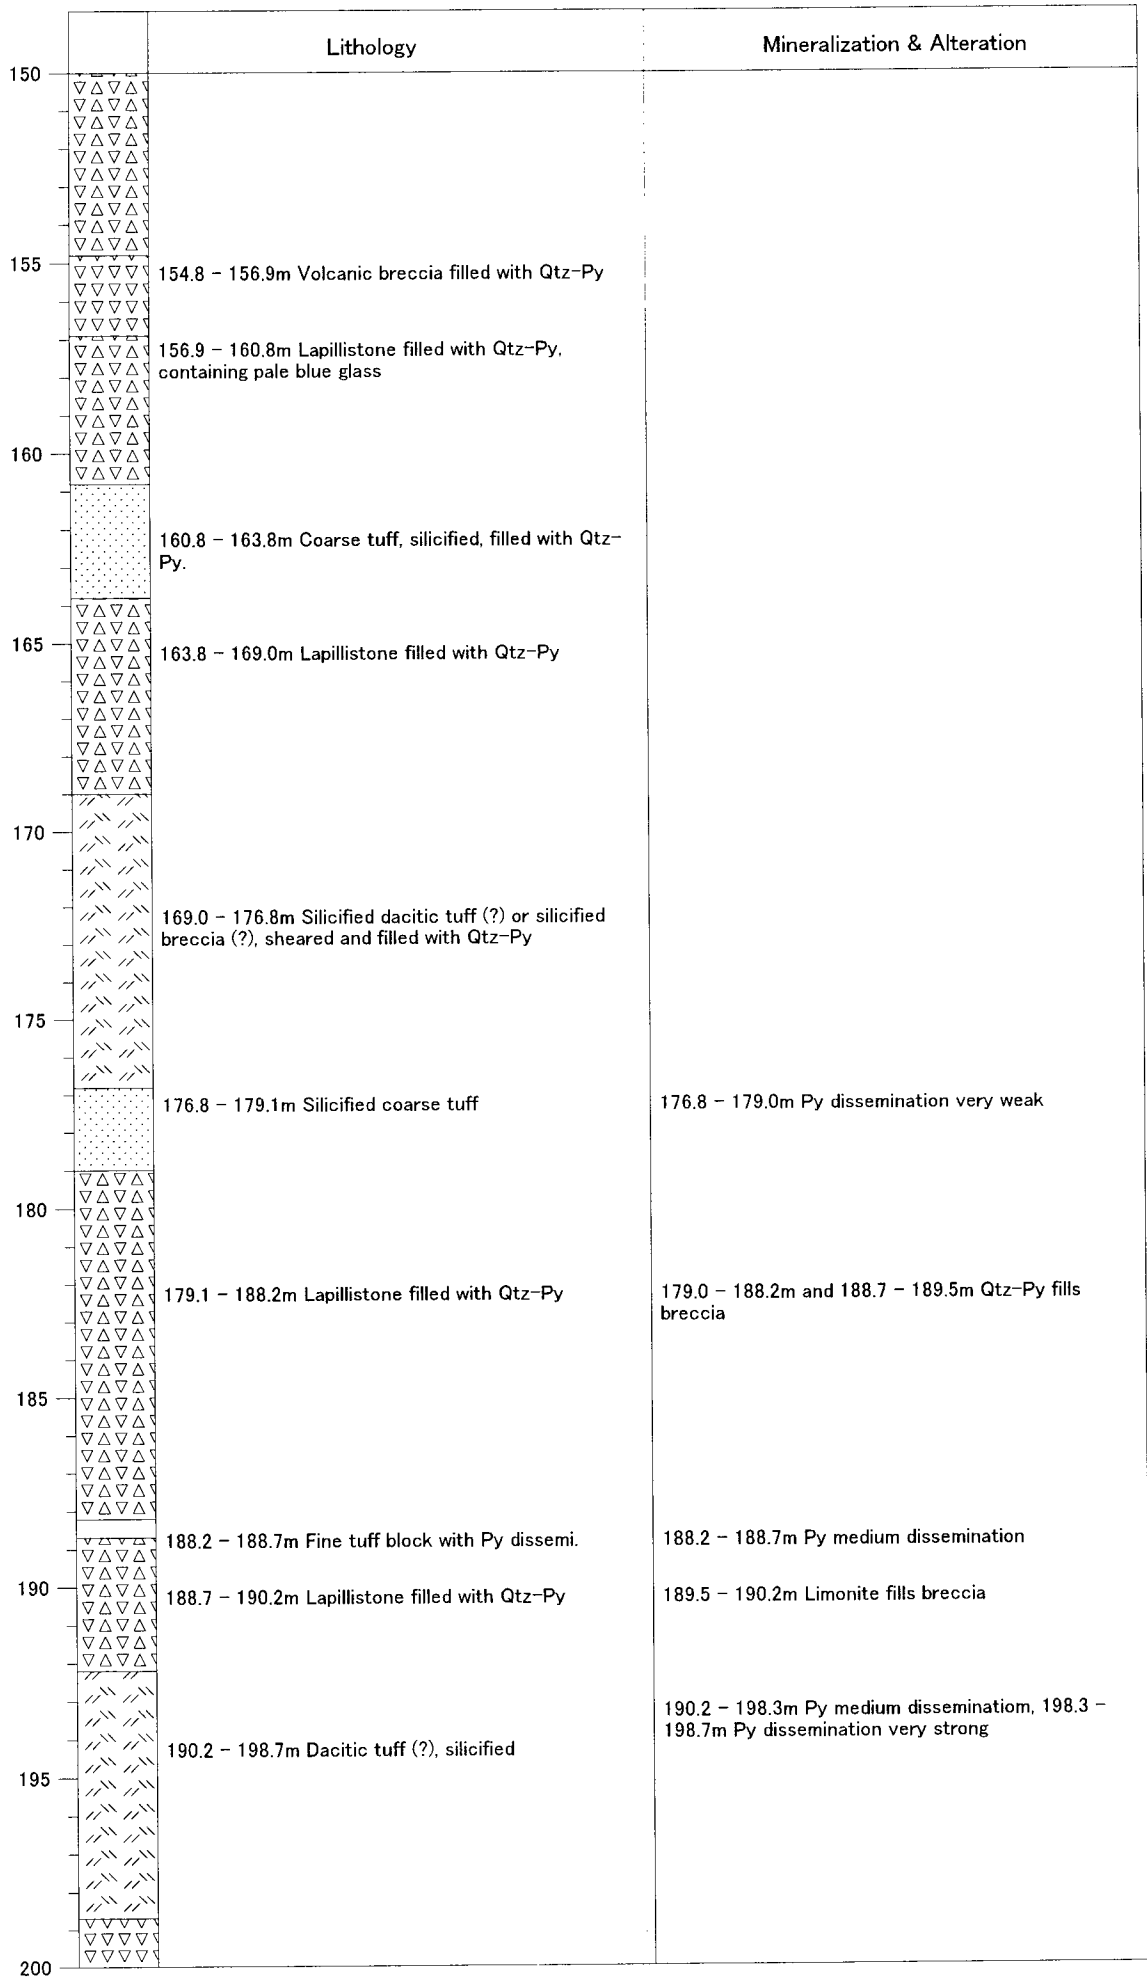 Lithology
Mineralization & Alteration
150
155
154.8 - 156.9m Volcanic breccia filled with Qtz-Py
156.9 - 160.8m Lapillistone filled with Qtz-Py,
containing pale blue glass
160
160.8 - 163.8m Coarse tuff, silicified, filled with Qtz-
Py.
165
163.8 - 169.0m Lapillistone filled with Qtz-Py
170
169.0 - 176.8m Silicified dacitic tuff (?) or silicified
breccia (?), sheared and filled with Qtz-Py
175
176.8 - 179.1m Silicified coarse tuff
176.8 - 179.0m Py dissemination very weak
180
179.1 - 188.2m Lapillistone filled with Qtz-Py
179.0 - 188.2m and 188.7 - 189.5m Qtz-Py fills
breccia
185
188.2 - 188.7m Fine tuff block with Py dissemi.
188.2 - 188.7m Py medium dissemination
190
188.7 - 190.2m Lapillistone filled with Qtz-Py
189.5 - 190.2m Limonite fills breccia
190.2 - 198.3m Py medium disseminatiom, 198.3 -
198.7m Py dissemination very strong
190.2 - 198.7m Dacitic tuff (?), silicified
195
200